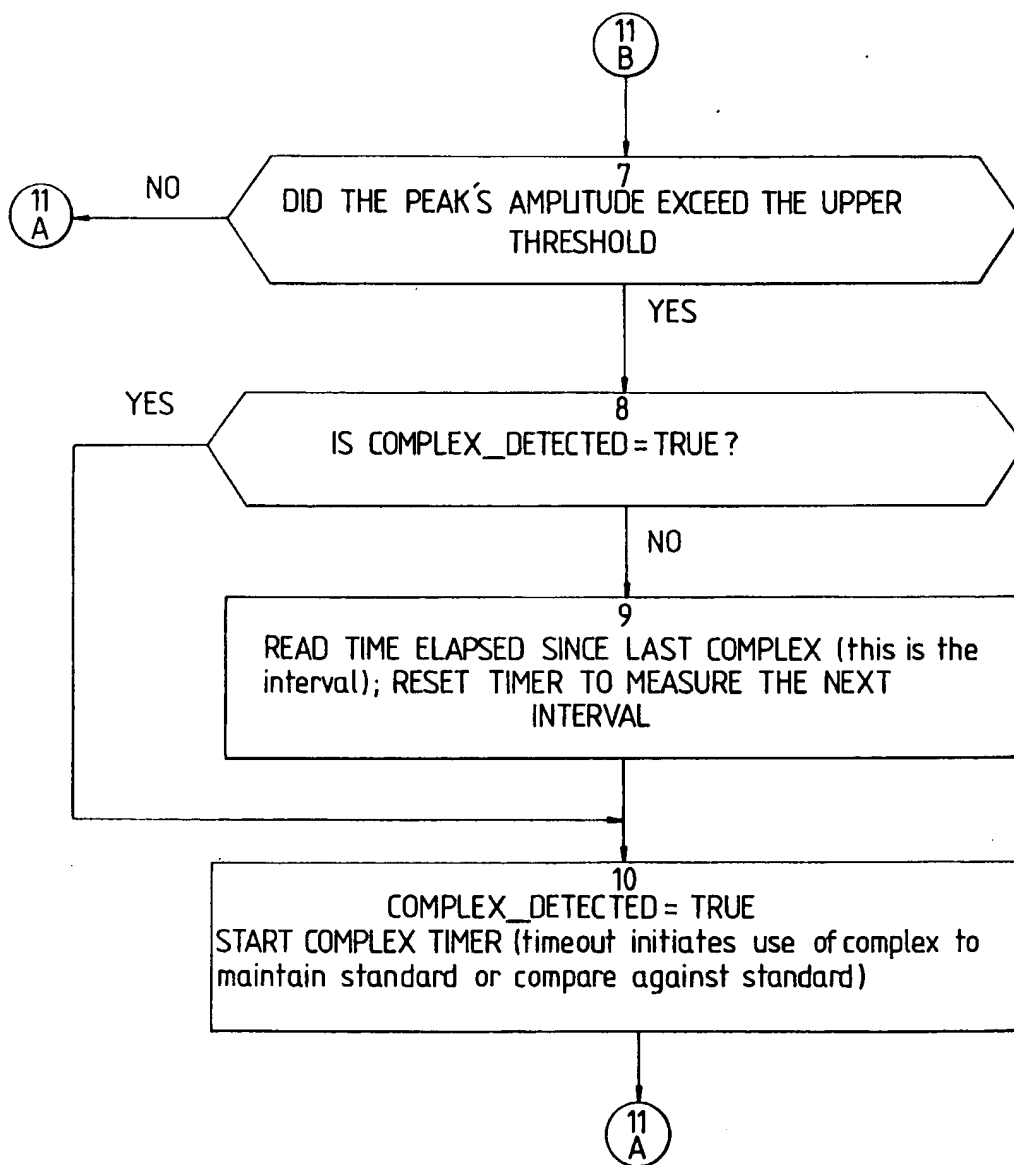 11
B
7
NO
DID THE PEAK'S AMPLITUDE EXCEED THE UPPER
THRESHOLD
11
A
YES
YES
8
IS COMPLEX_DETECTED = TRUE?
NO
9
READ TIME ELAPSED SINCE LAST COMPLEX (this is the
interval); RESET TIMER TO MEASURE THE NEXT
INTERVAL
10
COMPLEX_DETECTED = TRUE
START COMPLEX TIMER (timeout initiates use of complex to
maintain standard or compare against standard)
11
A